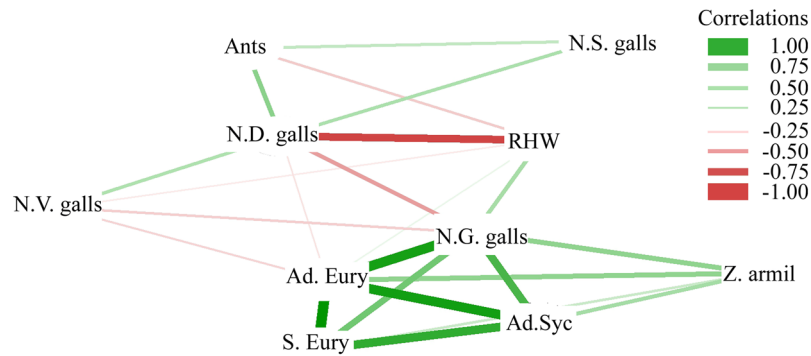 Correlations
1.00
0.75
0.50
0.25
-0.25
-0.50
-0.75
-1.00
Ants
N.S. galls
N.D. galls
RHW
N.V. galls
N.G. galls
Ad. Eury
Z. armil
Ad.Syc
S. Eury